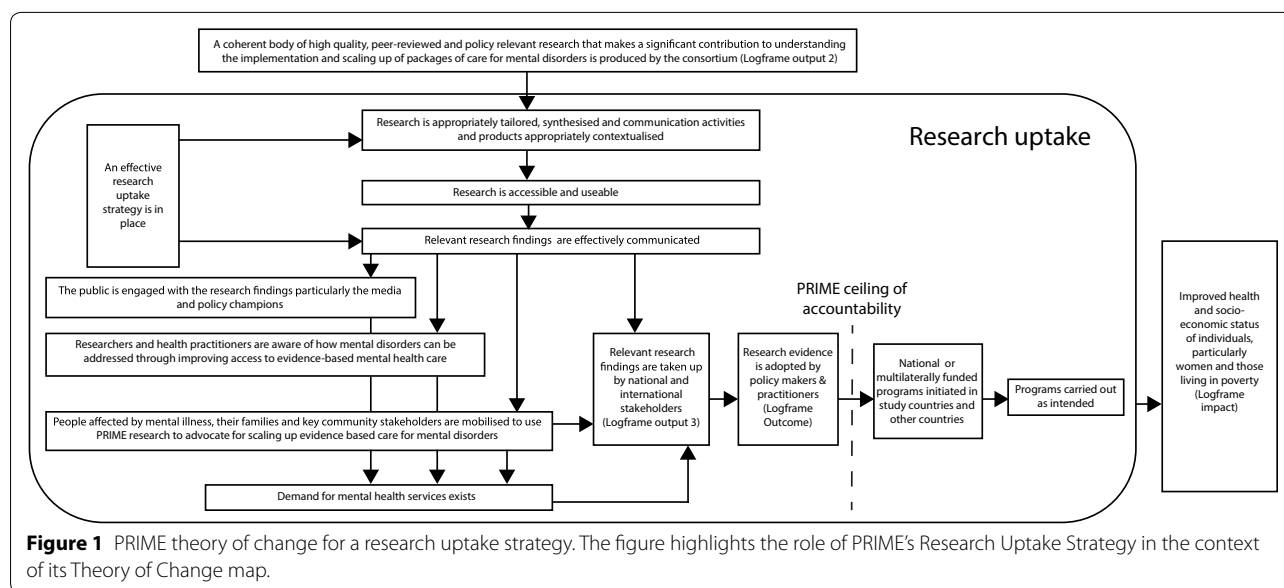 A coherent body of high quality, peer-reviewed and policy relevant research that makes a significant contribution to understanding
the implementation and scaling up of packages of care for mental disorders is produced by the consortium (Logframe output 2)
Research is appropriately tailored, synthesised and communication activities
and products appropriately contextualised
Research uptake
An effective
research
uptake
strategy is in
place
Research is accessible and useable
Relevant research findings are effectively communicated
The public is engaged with the research findings particularly the media
and policy champions
Researchers and health practitioners are aware of how mental disorders can be
addressed through improving access to evidence-based mental health care
People affected by mental illness, their families and key community stakeholders are mobilised to use
PRIME research to advocate for scaling up evidence based care for mental disorders
Demand for mental health services exists
Relevant research
findings are taken up
by national and
international
stakeholders
(Logframe output 3)
Research evidence
is adopted by
policy makers &
practitioners
(Logframe
Outcome)
PRIME ceiling of
accountability
National or
multilaterally funded
programs initiated in
study countries and
other countries
Programs carried out
as intended
Improved health
and socio-
economic status
of individuals,
particularly
women and those
living in poverty
(Logframe
impact)
Figure 1 PRIME theory of change for a research uptake strategy. The figure highlights the role of PRIME's Research Uptake Strategy in the context
of its Theory of Change map.